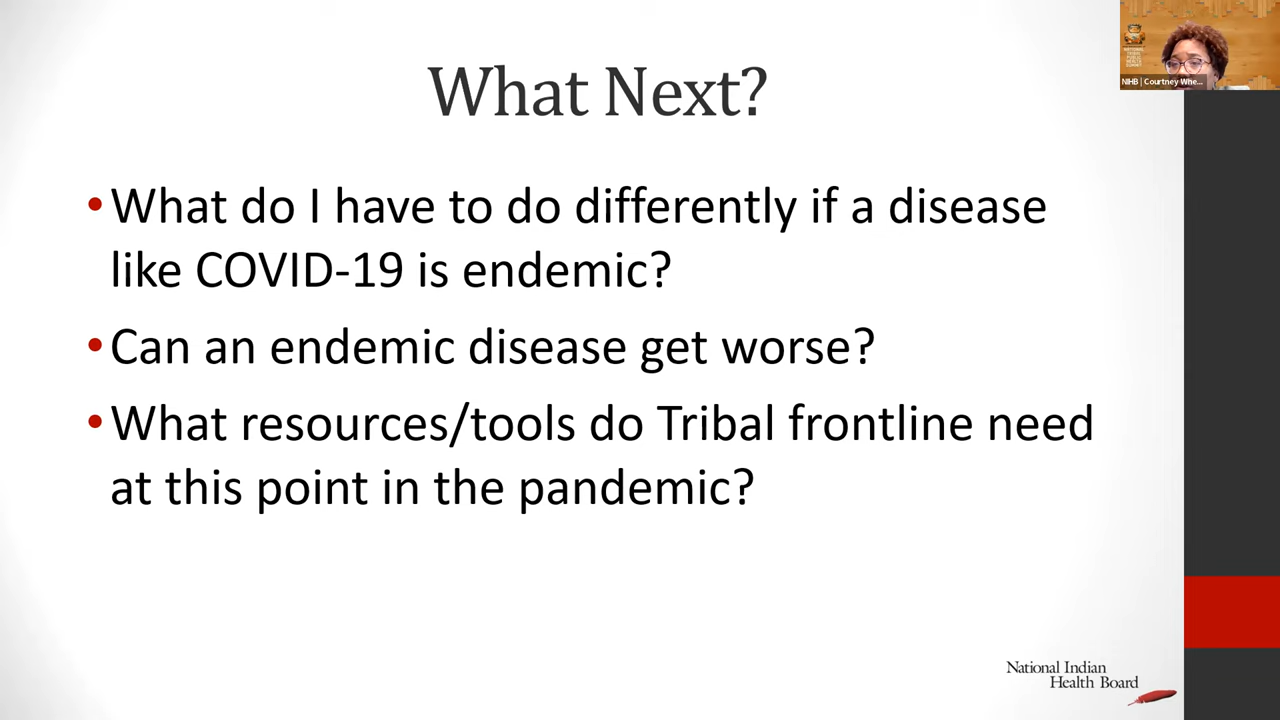 What Next?
•What do I have to do differently if a disease
like COVID-19 is endemic?
•Can an endemic disease get worse?
•What resources/tools do Tribal frontline need
at this point in the pandemic?
National Indian
Health Board
NIHB | Courtney Whe...